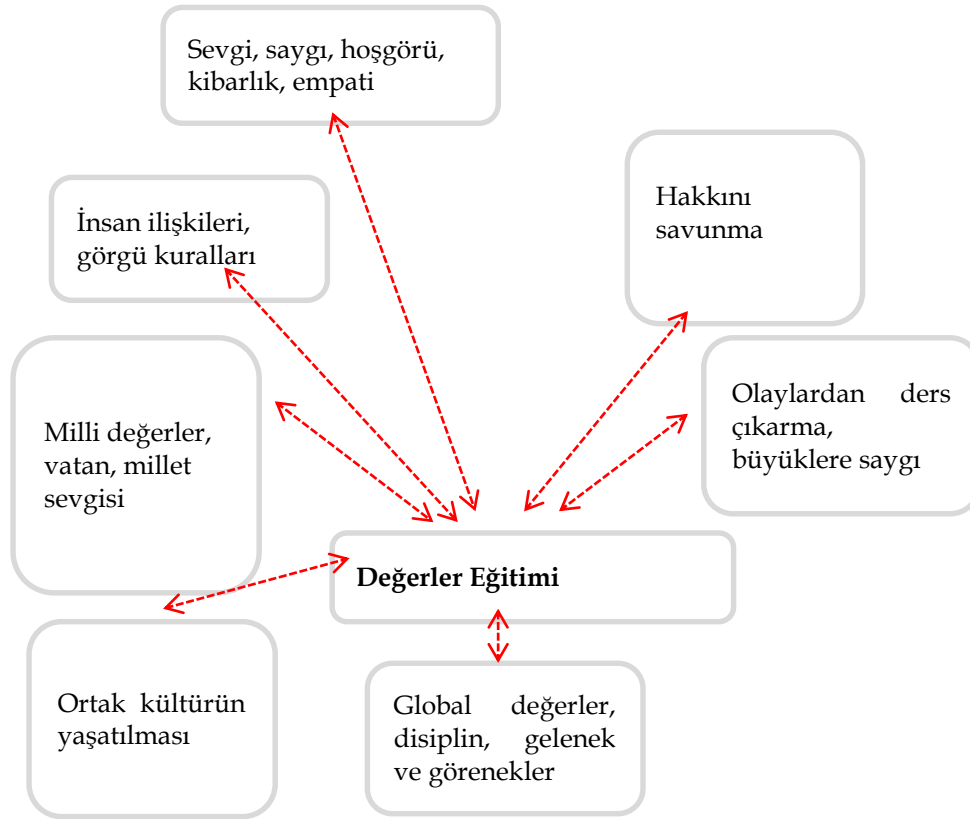 Sevgi, saygı, hoşgörü,
kibarlık, empati
Hakkını
savunma
İnsan ilişkileri,
görgü kuralları
Olaylardan ders
çıkarma,
büyüklere saygı
Milli değerler,
vatan, millet
sevgisi
Değerler Eğitimi
Ortak kültürün
yaşatılması
Global değerler,
disiplin, gelenek
ve görenekler